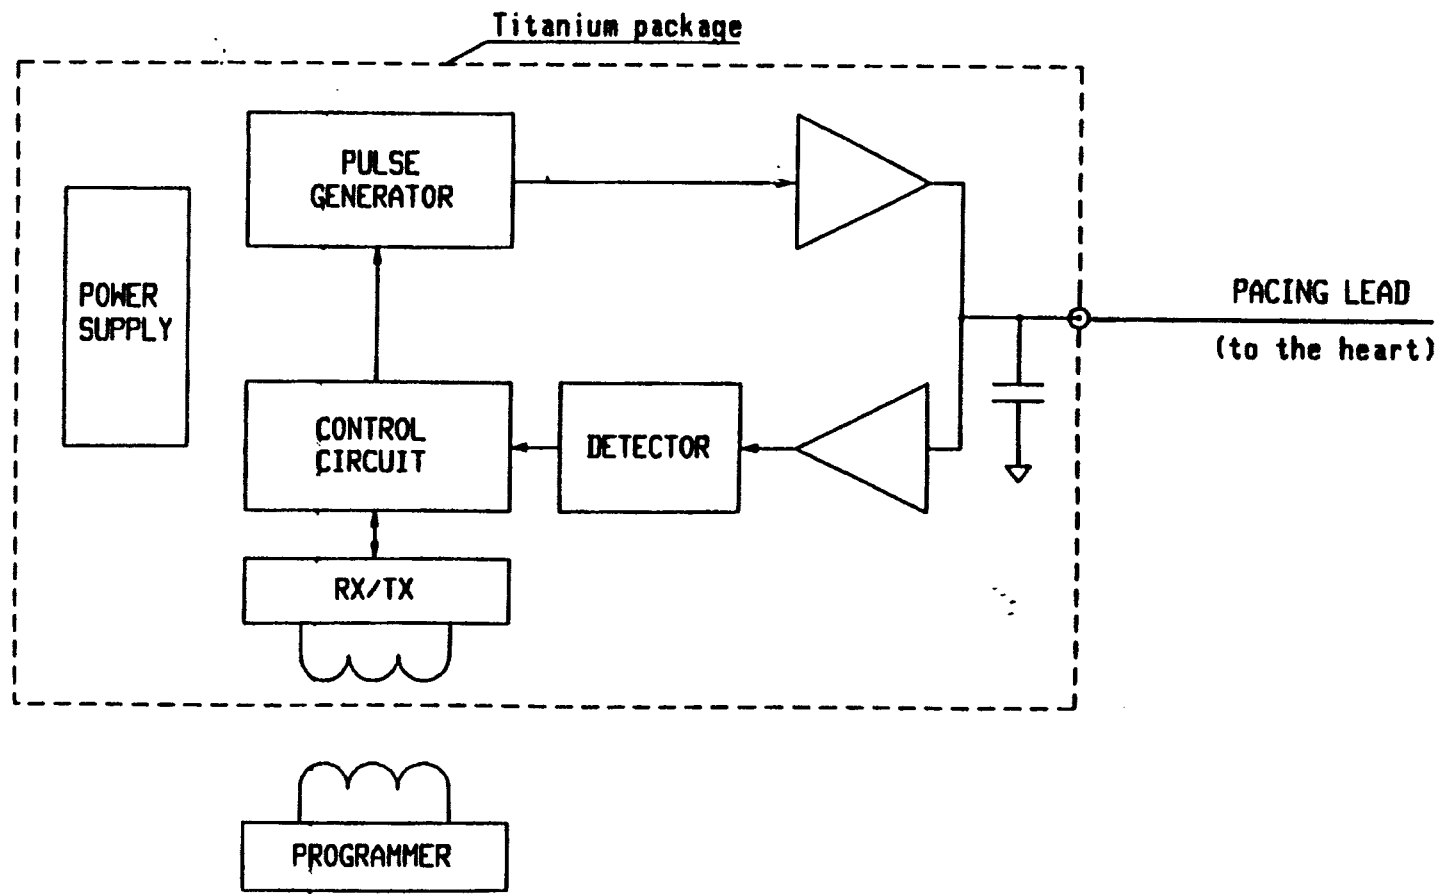 Titanium package
PULSE
GENERATOR
POWER
SUPPLY
PACING LEAD
(to the heart)
CONTROL
CIRCUIT
DETECTOR
RX/TX
PROGRAMMER